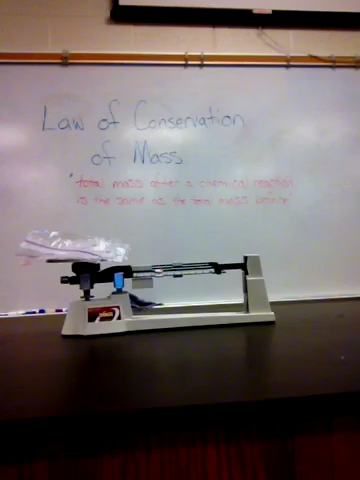 Law of Conservation
of Mass
"total mass after a chemical reaction
is the same as the total mass before"